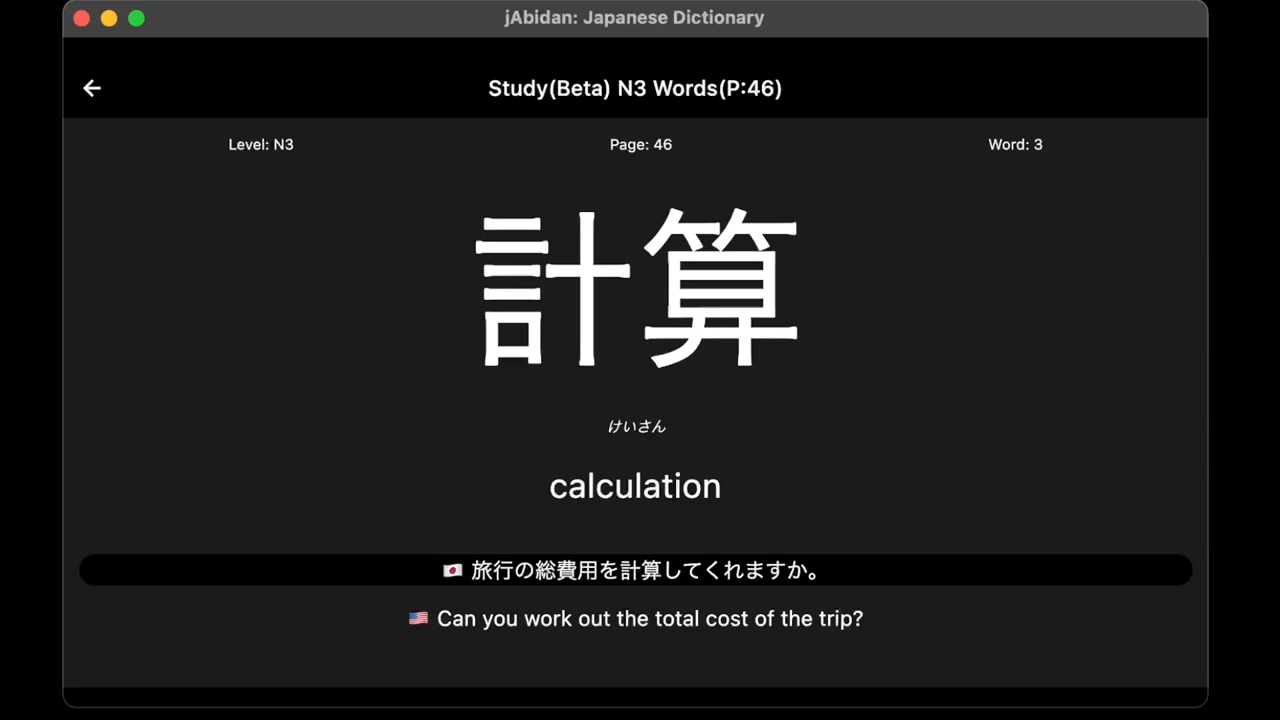 jAbidan: Japanese Dictionary
Study(Beta) N3 Words(P:46)
Level: N3 Page: 46 Word: 3
計算
けいさん
calculation
🇯🇵 旅行の総費用を計算してくれますか。
🇺🇸 Can you work out the total cost of the trip?